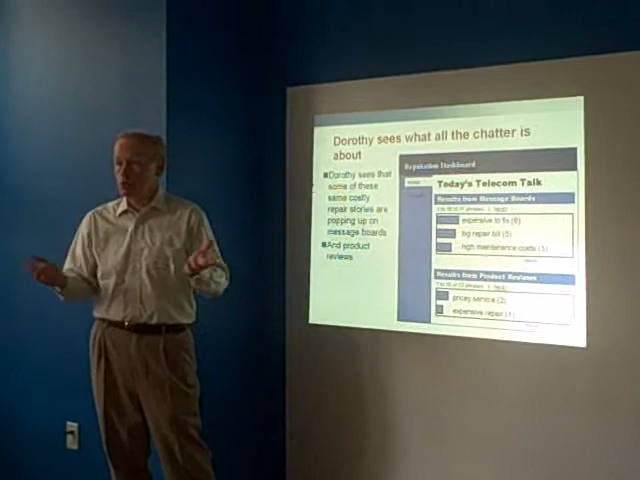 Dorothy sees what all the chatter is
about
■Dorothy sees that
some of these
same costly
repair stories are
popping up on
message boards
■And product
reviews
Reputation Dashboard
Today's Telecom Talk
Results from Message Boards
expensive to fix (6)
big repair bill (5)
high maintenance costs (3)
Results from Product Reviews
pricey service (2)
expensive repair (1)